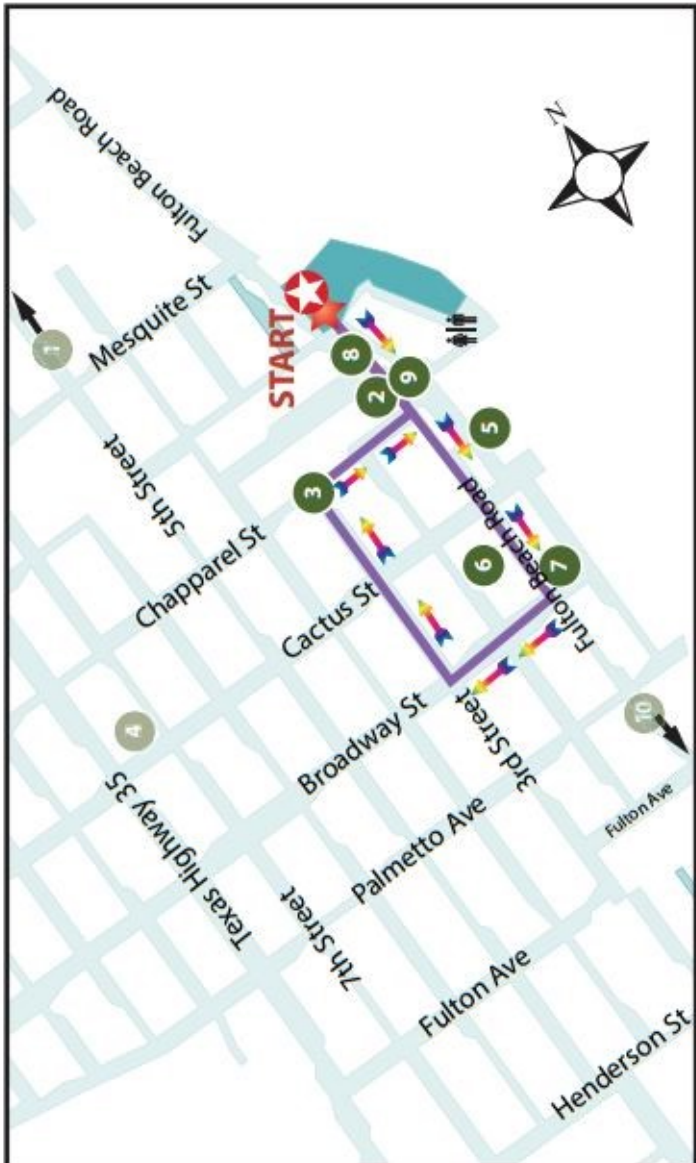 Fulton Beach Road
N
Mesquite St
START
1
8
2
9
5th Street
5
3
Chapparel St
Fulton Beach Road
6
7
Cactus St
4
Broadway St
3rd Street
10
Texas Highway 35
Palmetto Ave
Fulton Ave
7th Street
Fulton Ave
Henderson St